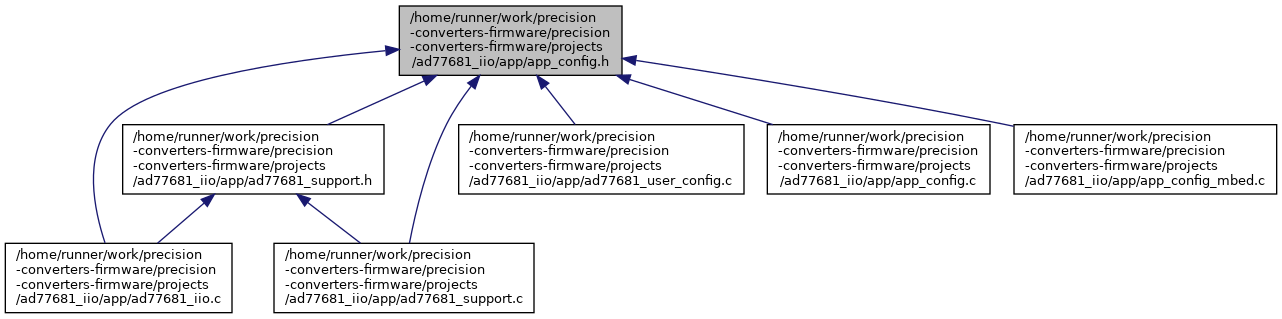 /home/runner/work/precision
-converters-firmware/precision
-converters-firmware/projects
/ad77681_iio/app/app_config.h
/home/runner/work/precision
-converters-firmware/precision
-converters-firmware/projects
/ad77681_iio/app/ad77681_support.h
/home/runner/work/precision
-converters-firmware/precision
-converters-firmware/projects
/ad77681_iio/app/ad77681_user_config.c
/home/runner/work/precision
-converters-firmware/precision
-converters-firmware/projects
/ad77681_iio/app/app_config.c
/home/runner/work/precision
-converters-firmware/precision
-converters-firmware/projects
/ad77681_iio/app/app_config_mbed.c
/home/runner/work/precision
-converters-firmware/precision
-converters-firmware/projects
/ad77681_iio/app/ad77681_iio.c
/home/runner/work/precision
-converters-firmware/precision
-converters-firmware/projects
/ad77681_iio/app/ad77681_support.c